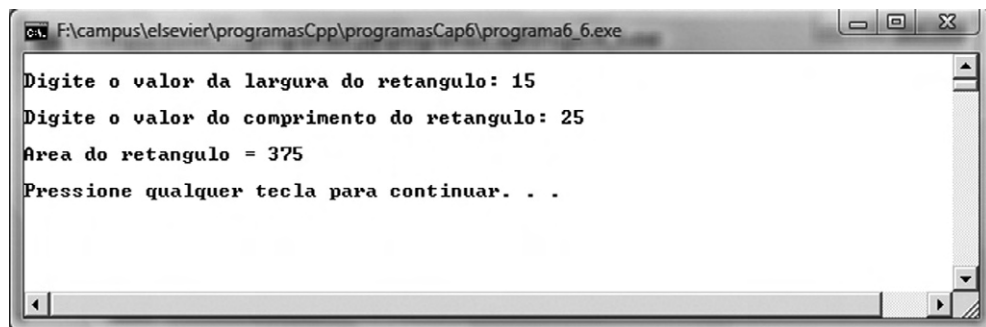 F:\campus\elsevier\programasCpp\programasCap6\programa6_6.exe
Digite o valor da largura do retangulo: 15
Digite o valor do comprimento do retangulo: 25
Area do retangulo = 375
Pressione qualquer tecla para continuar. . .